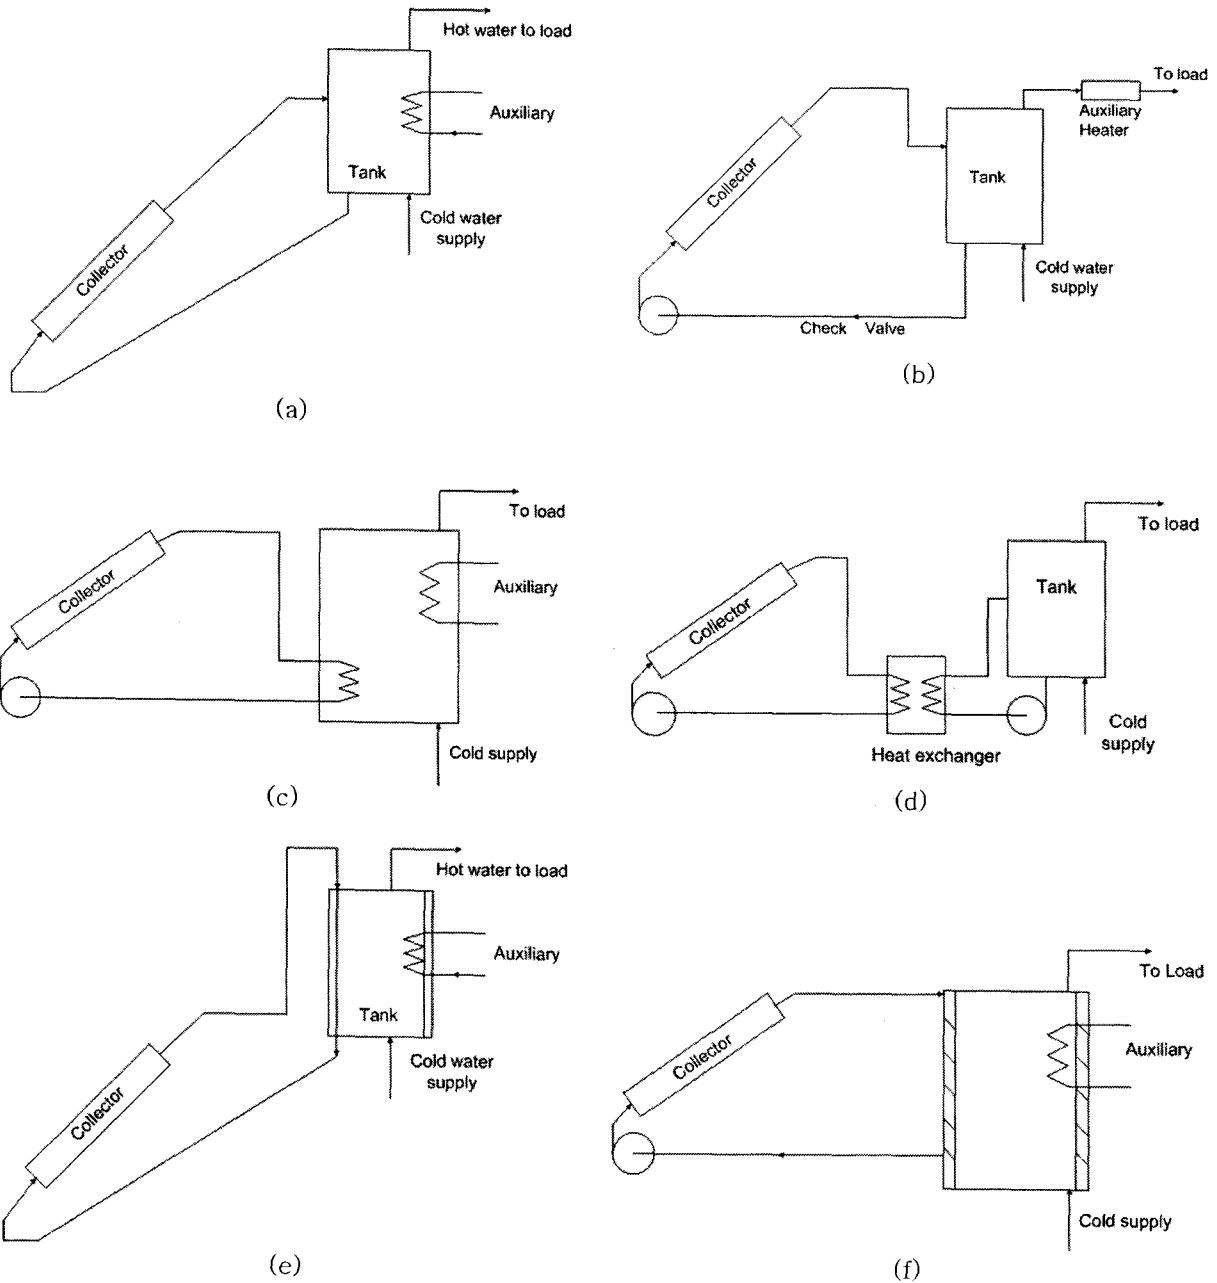 Hot water to load
Auxiliary
Tank
Cold water
supply
Collector
(a)
To load
Auxiliary
Heater
Collector
Tank
Cold water
supply
Check Valve
(b)
To load
Collector
Auxiliary
Cold supply
(c)
To load
Tank
Collector
Cold
supply
Heat exchanger
(d)
Hot water to load
Auxiliary
Tank
Cold water
supply
Collector
(e)
To Load
Collector
Auxiliary
Cold supply
(f)